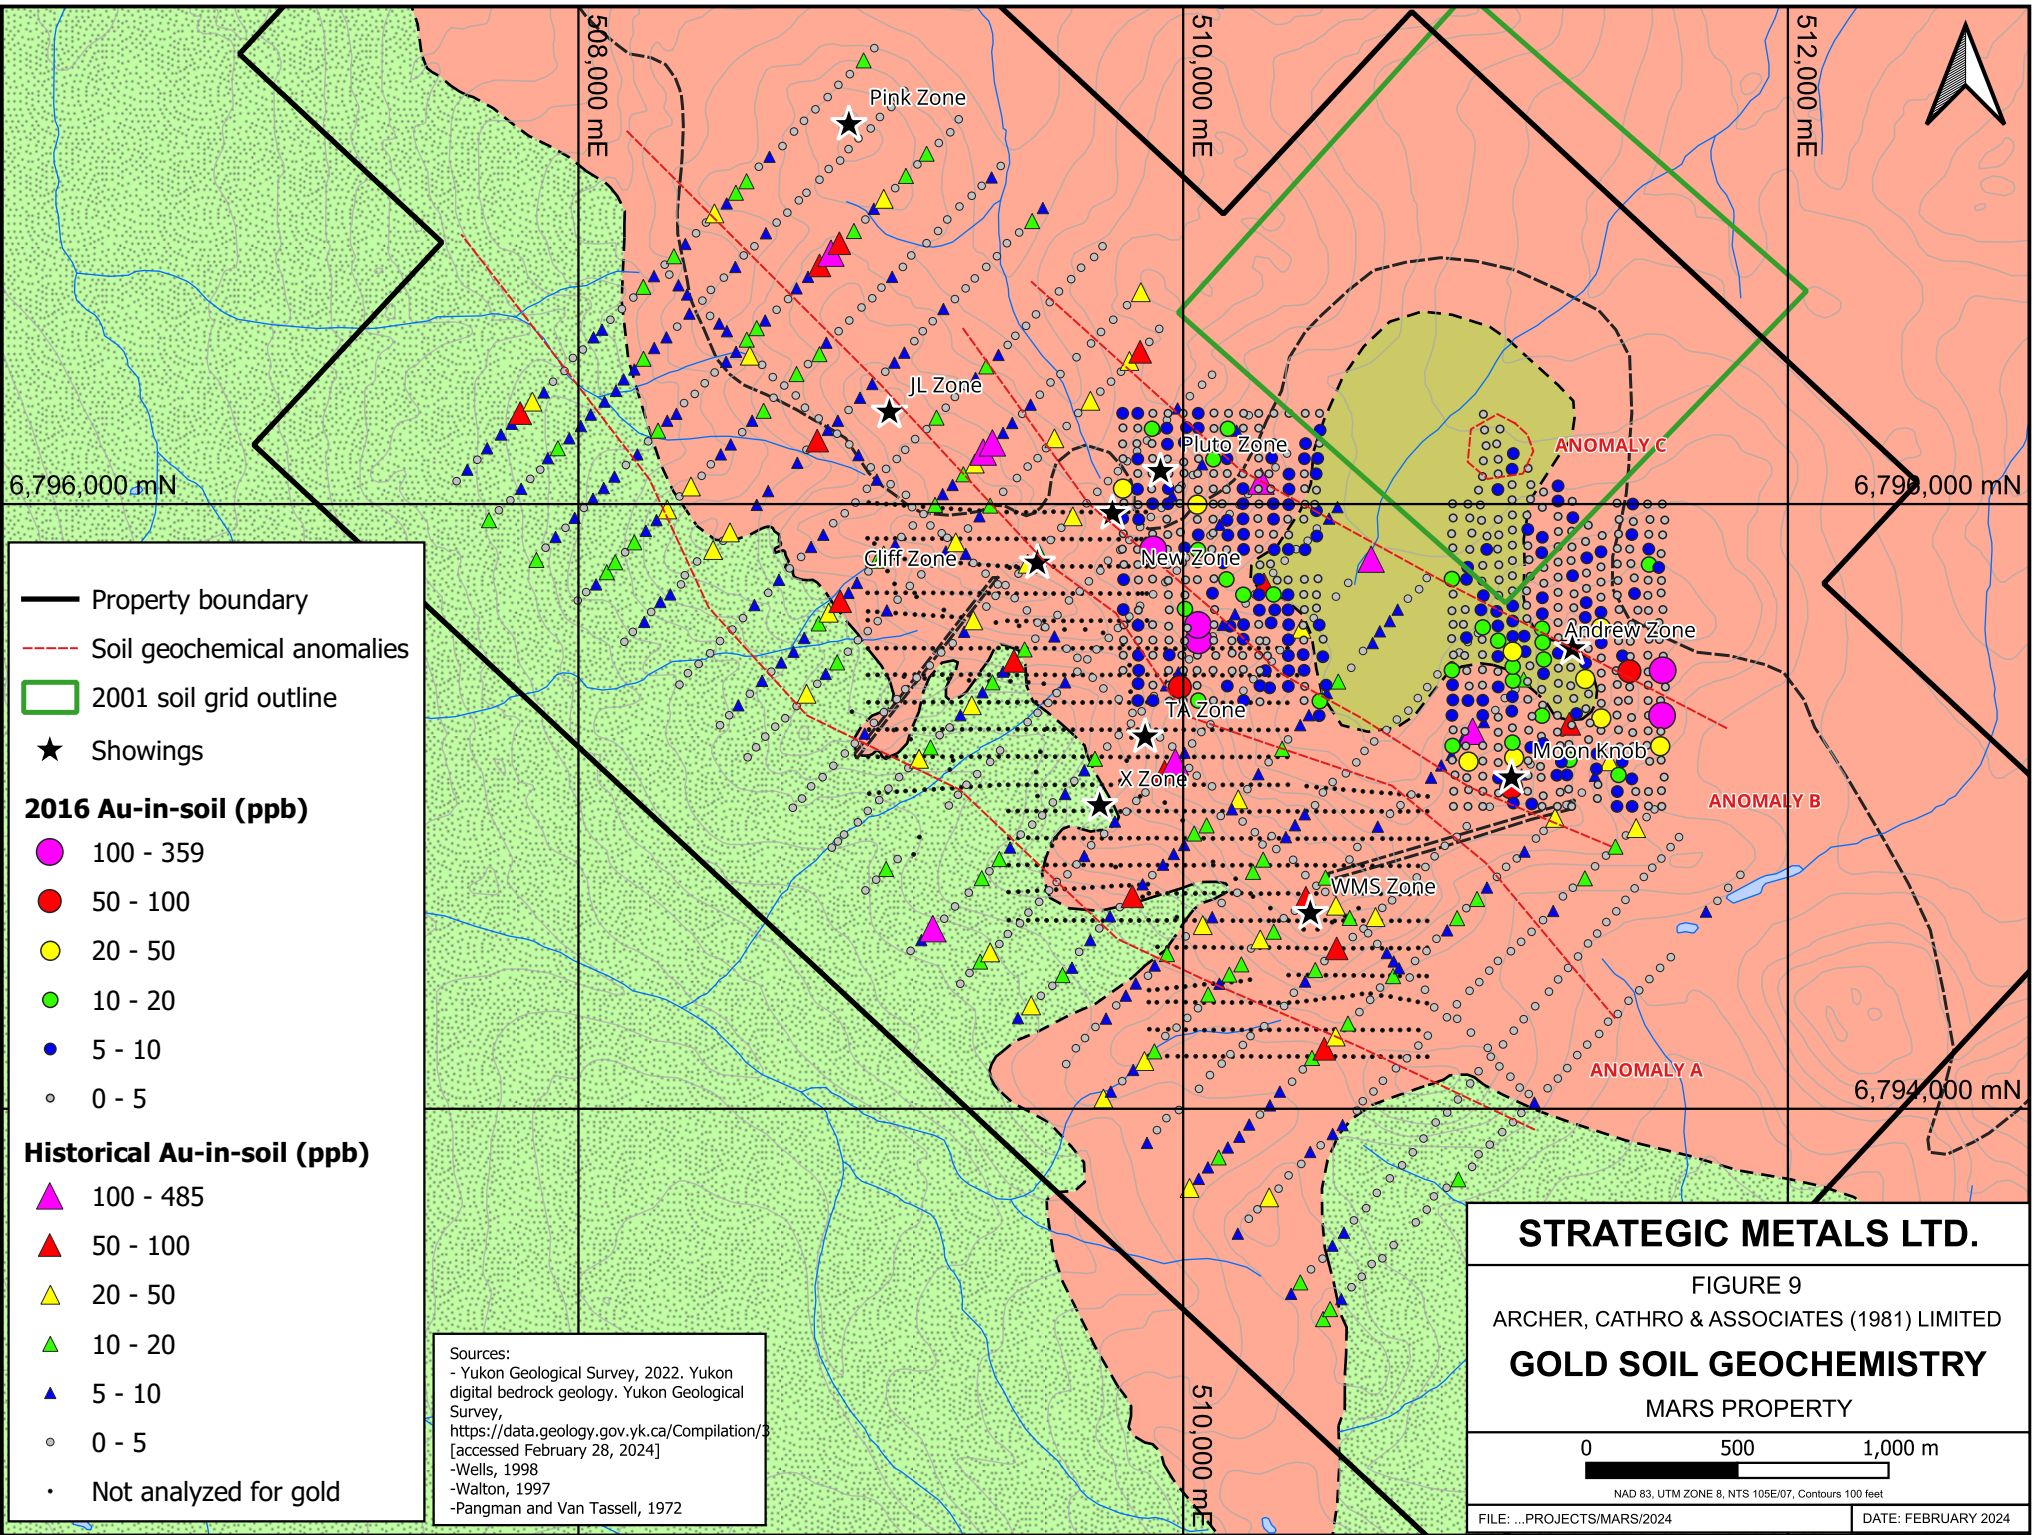 508,000 mE
510,000 mE
512,000 mE
Pink Zone
JL Zone
Pluto Zone
ANOMALY C
6,796,000 mN
6,796,000 mN
Cliff Zone
New Zone
Andrew Zone
TA Zone
Moon Knob
X Zone
ANOMALY B
WMS Zone
ANOMALY A
6,794,000 mN
510,000 mE
Property boundary
Soil geochemical anomalies
2001 soil grid outline
Showings
2016 Au-in-soil (ppb)
100 - 359
50 - 100
20 - 50
10 - 20
5 - 10
0 - 5
Historical Au-in-soil (ppb)
100 - 485
50 - 100
20 - 50
10 - 20
5 - 10
0 - 5
Not analyzed for gold
Sources:
- Yukon Geological Survey, 2022. Yukon
digital bedrock geology. Yukon Geological
Survey,
https://data.geology.gov.yk.ca/Compilation/3
[accessed February 28, 2024]
-Wells, 1998
-Walton, 1997
-Pangman and Van Tassell, 1972
STRATEGIC METALS LTD.
FIGURE 9
ARCHER, CATHRO & ASSOCIATES (1981) LIMITED
GOLD SOIL GEOCHEMISTRY
MARS PROPERTY
0 500 1,000 m
NAD 83, UTM ZONE 8, NTS 105E/07, Contours 100 feet
FILE: ...PROJECTS/MARS/2024
DATE: FEBRUARY 2024